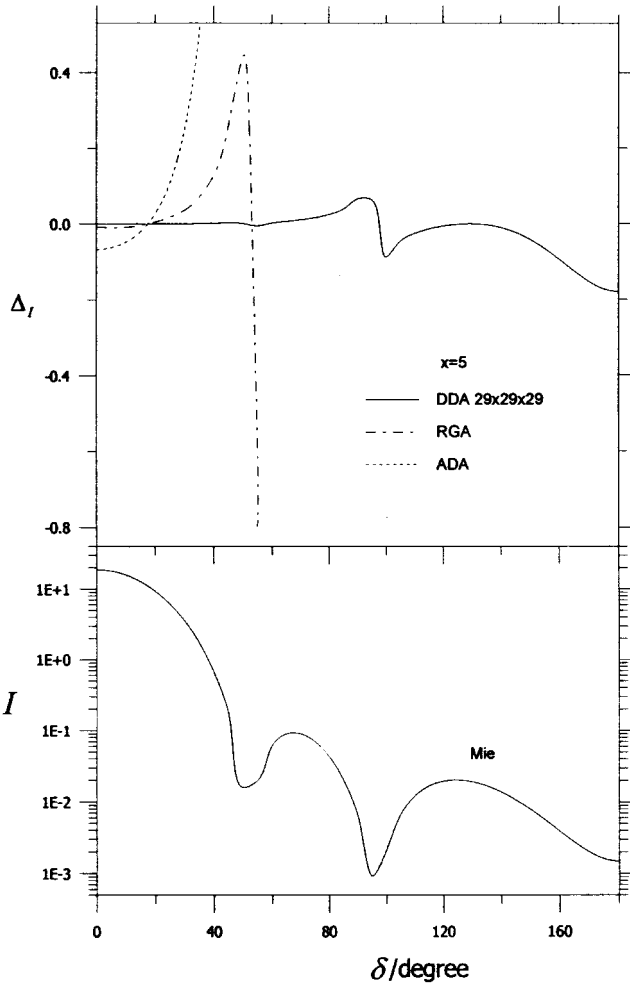 0.4
0.0
Δ_I
x=5
-0.4
DDA 29x29x29
RGA
ADA
-0.8
1E+1
1E+0
I
1E-1
Mie
1E-2
1E-3
0
40
80
120
160
δ/degree